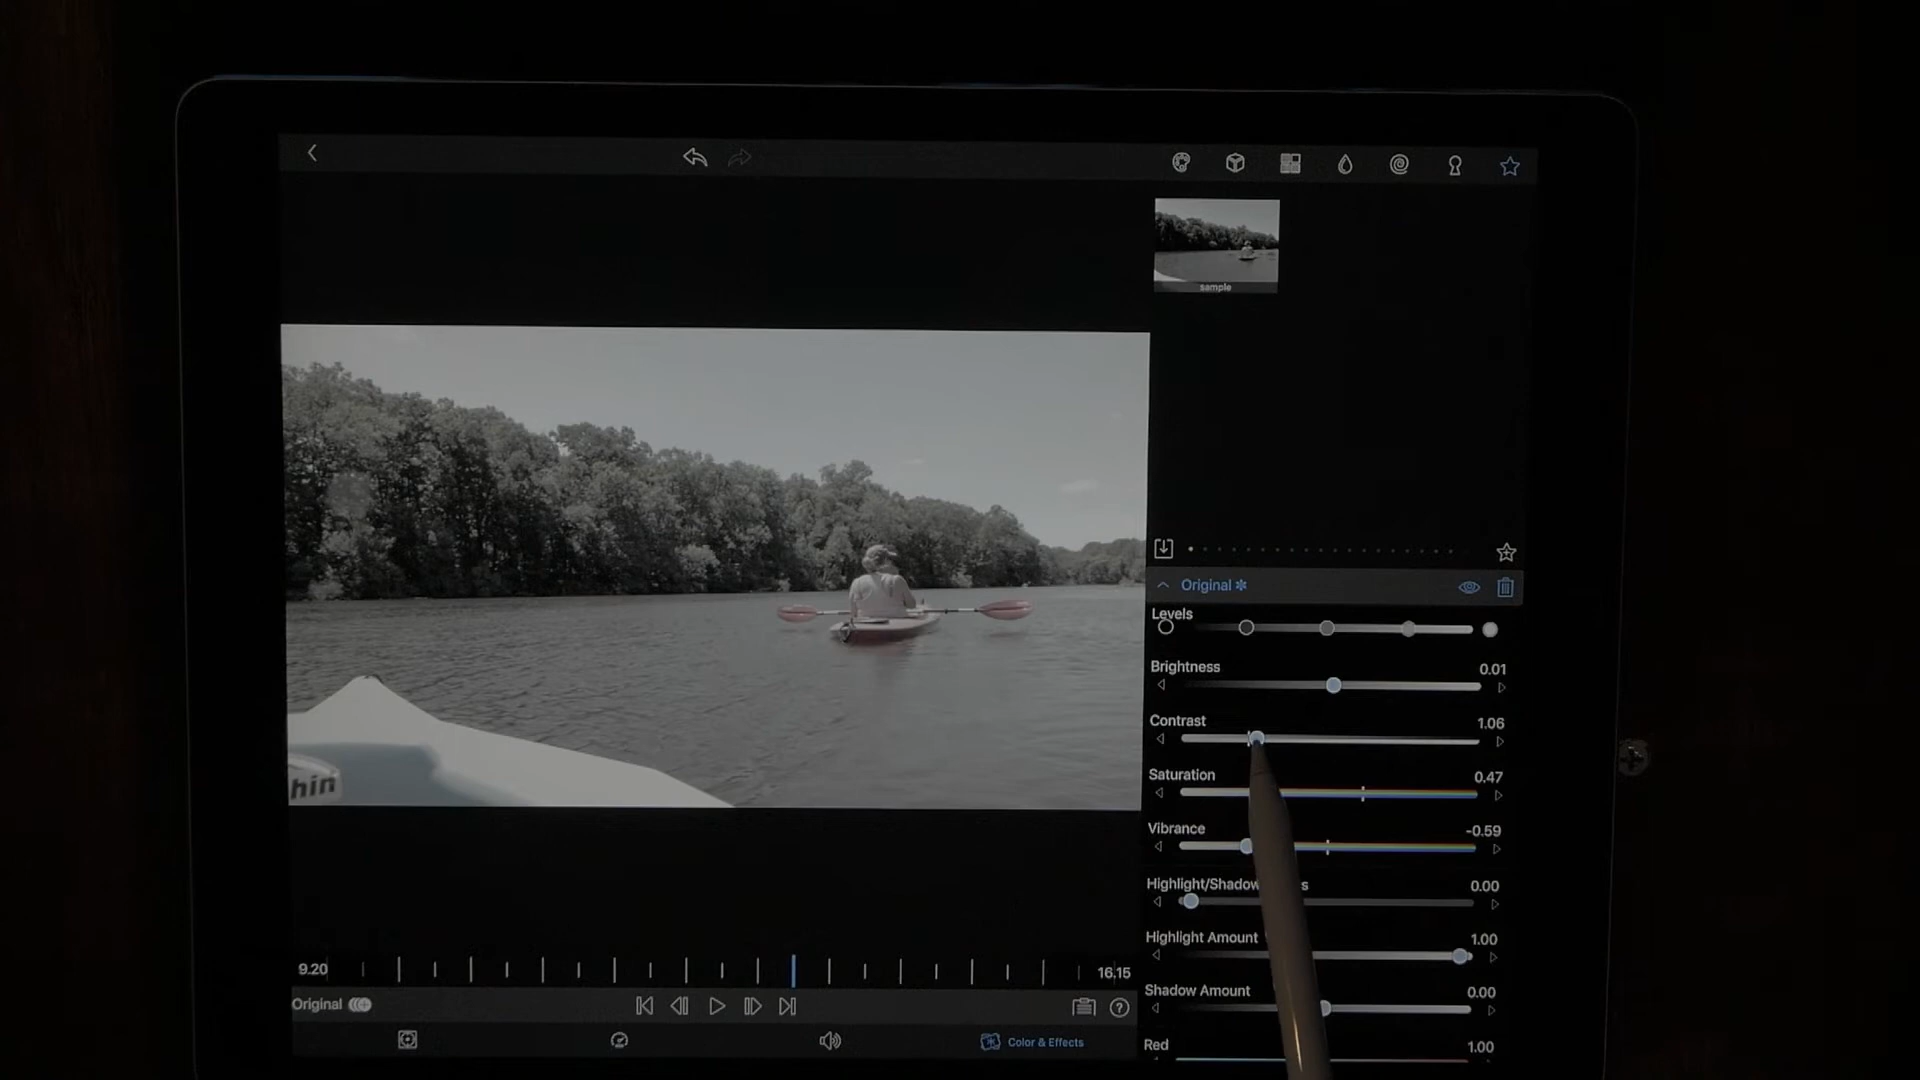 sample
Original
Levels
Brightness 0.01
Contrast 1.06
Saturation 0.47
Vibrance -0.59
Highlight/Shadow s 0.00
Highlight Amount 1.00
Shadow Amount 0.00
Red 1.00
hin
9.20 16.15
Original
?
Color & Effects